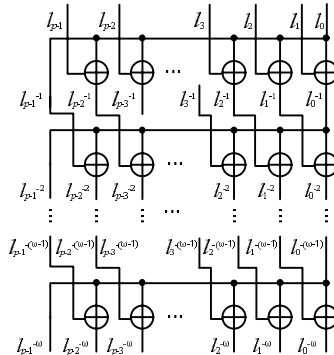 l_{p-1} l_{p-2} l_3 l_2 l_1 l_0
...
l_{p-1}^{-1} l_{p-2}^{-1} l_{p-3}^{-1} l_3^{-1} l_2^{-1} l_1^{-1} l_0^{-1}
...
l_{p-1}^{-2} l_{p-2}^{-2} l_{p-3}^{-2} l_2^{-2} l_1^{-2} l_0^{-2}
...
l_{p-1}^{-(ω-1)} l_{p-2}^{-(ω-1)} l_{p-3}^{-(ω-1)} l_3^{-(ω-1)} l_2^{-(ω-1)} l_1^{-(ω-1)} l_0^{-(ω-1)}
...
l_{p-1}^{-ω} l_{p-2}^{-ω} l_{p-3}^{-ω} l_2^{-ω} l_1^{-ω} l_0^{-ω}